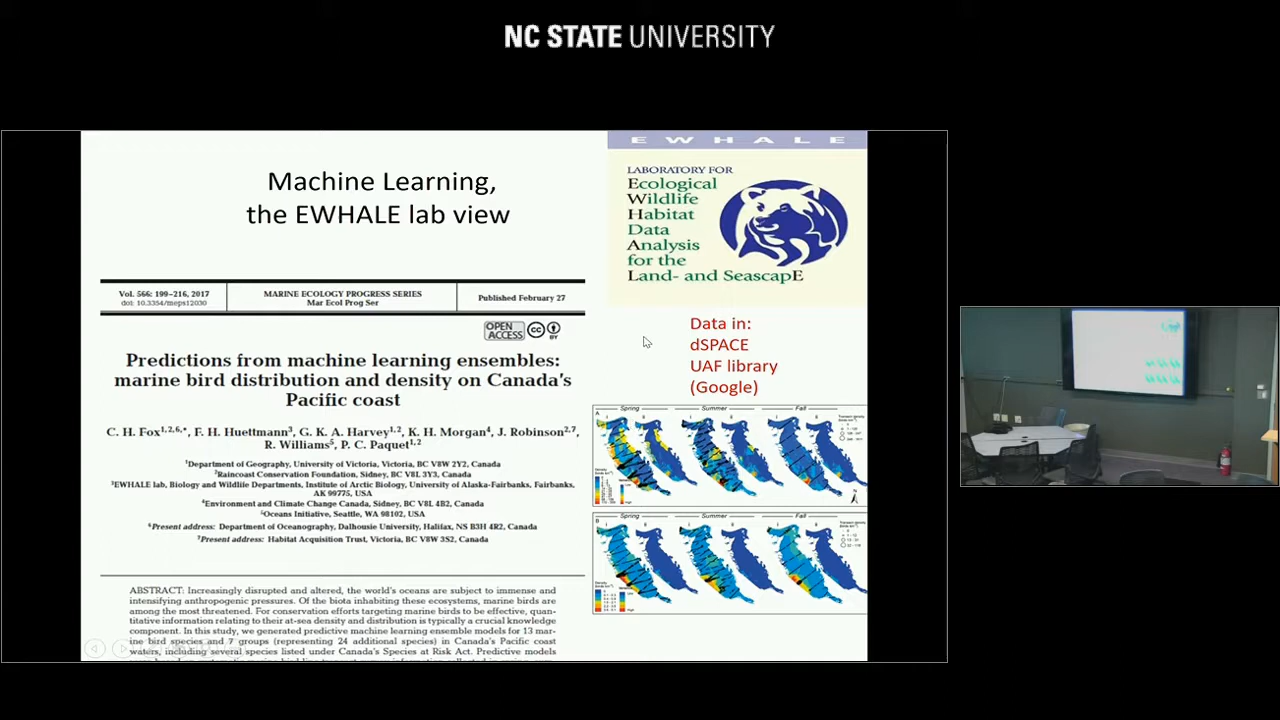 NC STATE UNIVERSITY
Machine Learning,
the EWHALE lab view
E W H A L E
LABORATORY FOR
Ecological
Wildlife
Habitat
Data
Analysis
for the
Land- and SeascapE
Vol. 566: 199–216, 2017
doi: 10.3354/meps12030
MARINE ECOLOGY PROGRESS SERIES
Mar Ecol Prog Ser
Published February 27
OPEN
ACCESS
CC
BY
Predictions from machine learning ensembles:
marine bird distribution and density on Canada's
Pacific coast
C. H. Fox1,2,6,*, F. H. Huettmann3, G. K. A. Harvey1,2, K. H. Morgan4, J. Robinson2,7,
R. Williams5, P. C. Paquet1,2
1Department of Geography, University of Victoria, Victoria, BC V8W 2Y2, Canada
2Raincoast Conservation Foundation, Sidney, BC V8L 3Y3, Canada
3EWHALE lab, Biology and Wildlife Departments, Institute of Arctic Biology, University of Alaska-Fairbanks, Fairbanks,
AK 99775, USA
4Environment and Climate Change Canada, Sidney, BC V8L 4B2, Canada
5Oceans Initiative, Seattle, WA 98102, USA
6Present address: Department of Oceanography, Dalhousie University, Halifax, NS B3H 4R2, Canada
7Present address: Habitat Acquisition Trust, Victoria, BC V8W 3S2, Canada
ABSTRACT: Increasingly disrupted and altered, the world's oceans are subject to immense and
intensifying anthropogenic pressures. Of the biota inhabiting these ecosystems, marine birds are
among the most threatened. For conservation efforts targeting marine birds to be effective, quan-
titative information relating to their at-sea density and distribution is typically a crucial knowledge
component. In this study, we generated predictive machine learning ensemble models for 13 mar-
ine bird species and 7 groups (representing 24 additional species) in Canada's Pacific coast
waters, including several species listed under Canada's Species at Risk Act. Predictive models
Data in:
dSPACE
UAF library
(Google)
A
Spring Summer Fall
I II I II I II
B
Spring Summer Fall
I II I II I II